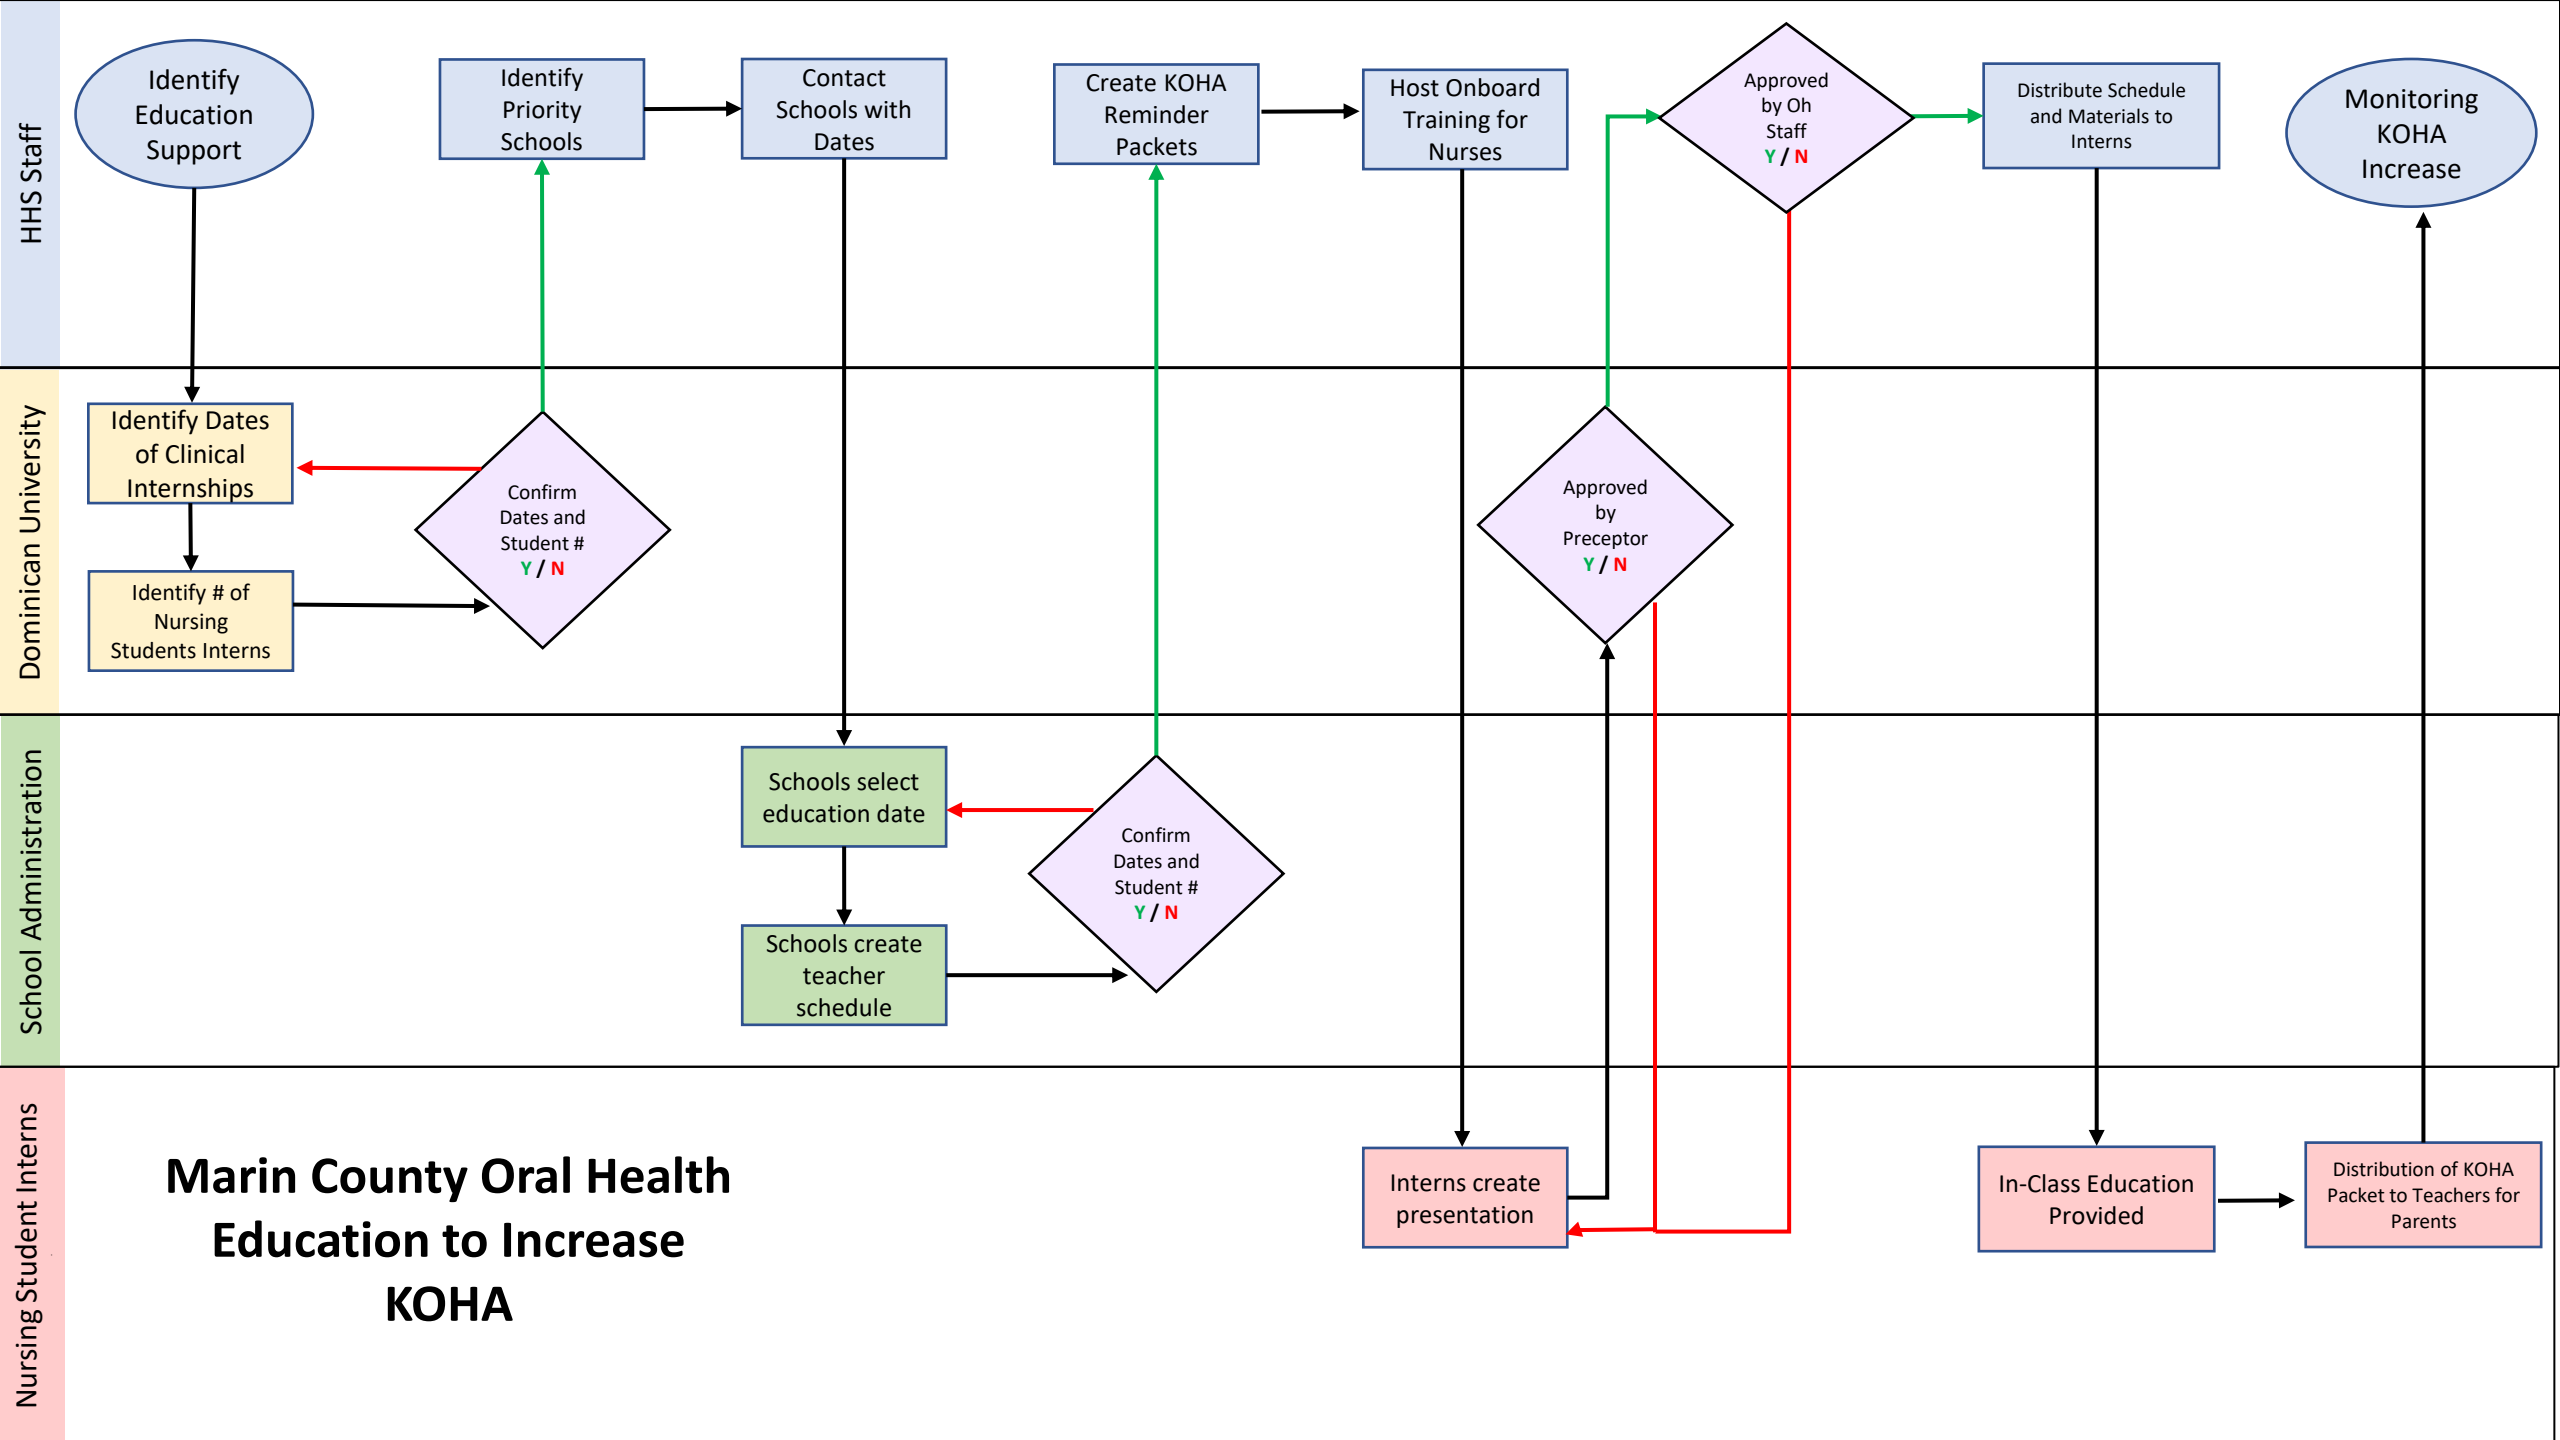 HHS Staff
Identify
Education
Support
Identify
Priority
Schools
Contact
Schools with
Dates
Create KOHA
Reminder
Packets
Host Onboard
Training for
Nurses
Approved
by Oh
Staff
Y / N
Distribute Schedule
and Materials to
Interns
Monitoring
KOHA
Increase
Dominican University
Identify Dates
of Clinical
Internships
Identify # of
Nursing
Students Interns
Confirm
Dates and
Student #
Y / N
Approved
by
Preceptor
Y / N
School Administration
Schools select
education date
Schools create
teacher
schedule
Confirm
Dates and
Student #
Y / N
Nursing Student Interns
Marin County Oral Health
Education to Increase
KOHA
Interns create
presentation
In-Class Education
Provided
Distribution of KOHA
Packet to Teachers for
Parents